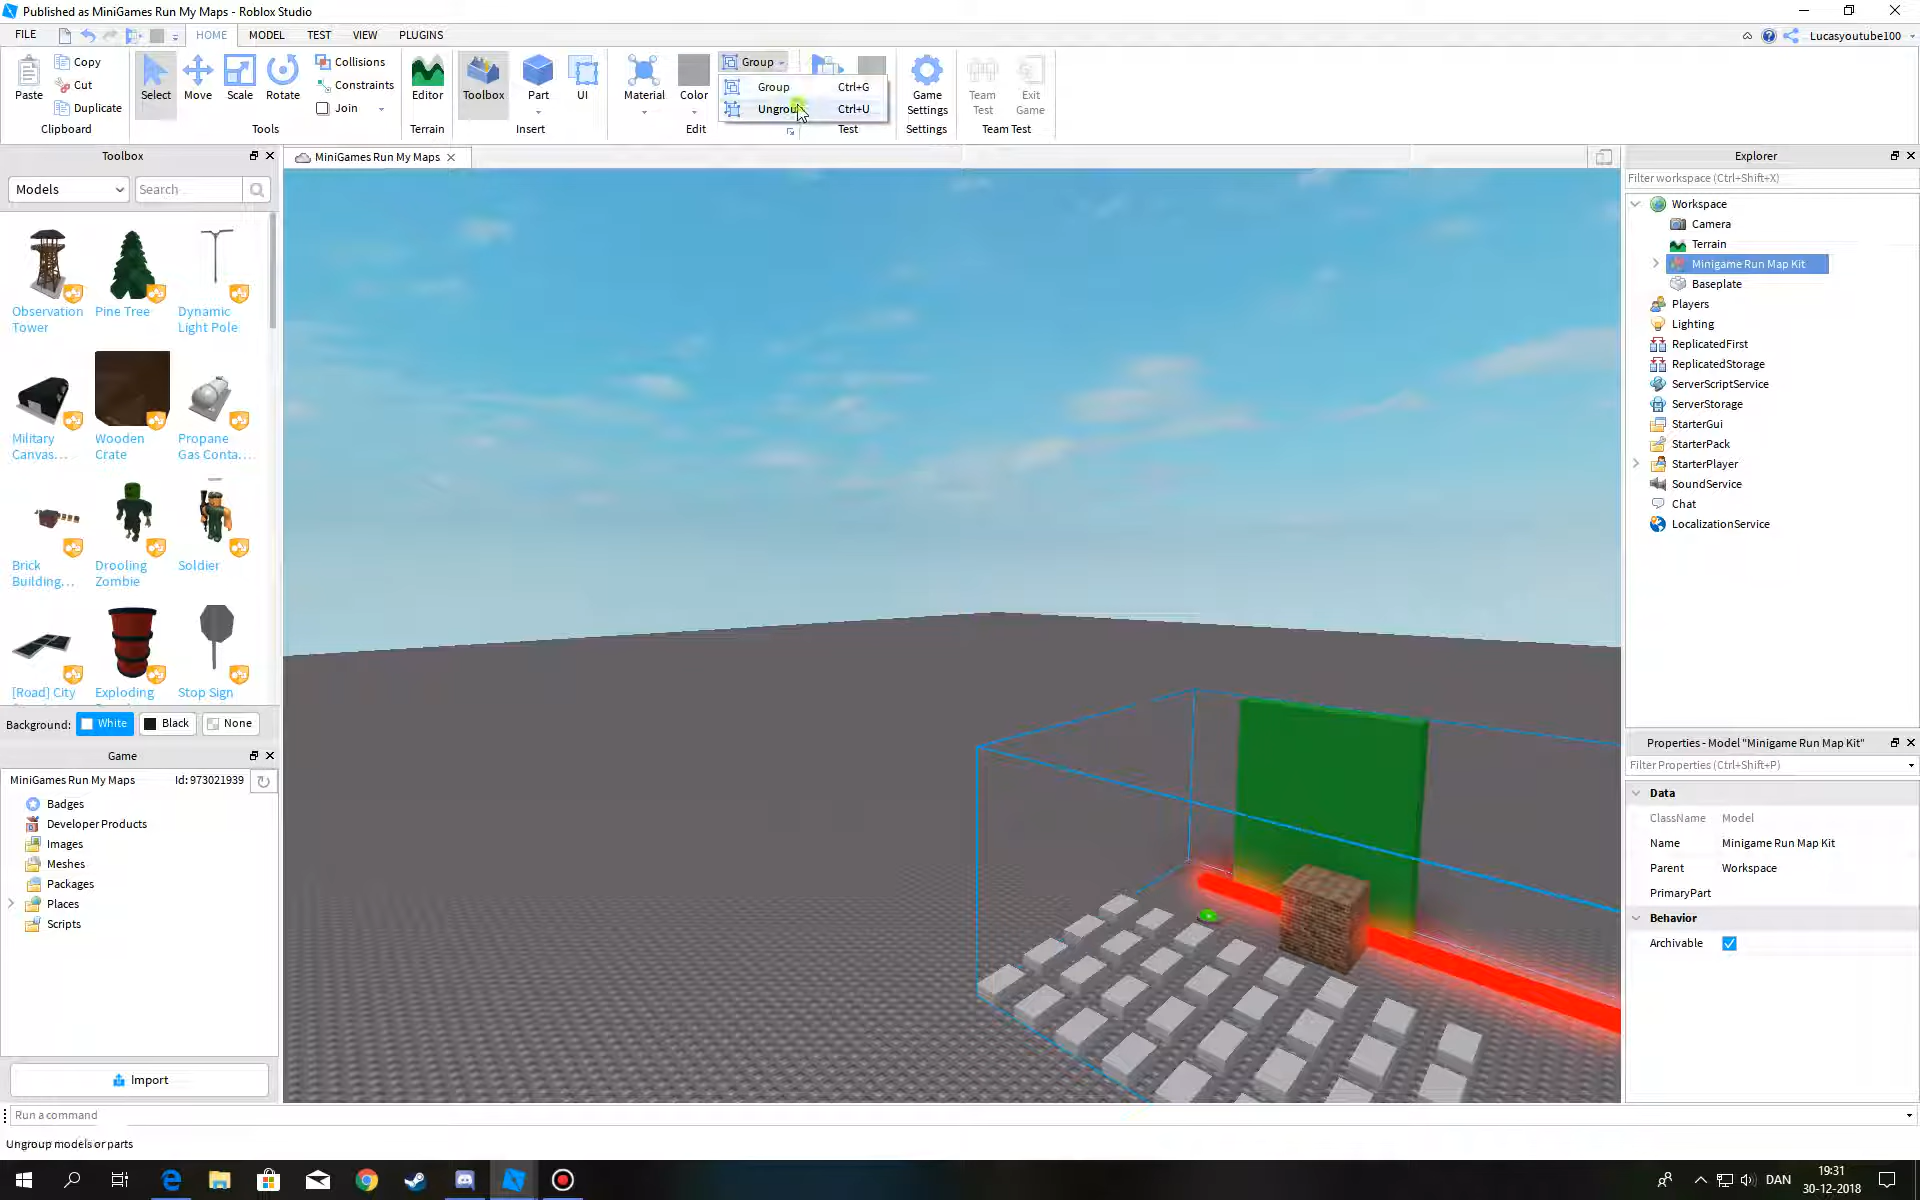 Published as MiniGames Run My Maps - Roblox Studio
FILE HOME MODEL TEST VIEW PLUGINS
Lucasyoutube100
Paste
Copy
Cut
Duplicate
Clipboard
Select Move Scale Rotate
Collisions
Constraints
Join
Tools
Editor
Terrain
Toolbox Part UI
Insert
Material Color
Edit
Group
Group Ctrl+G
Ctrl+U
Test
Game Settings
Settings
Team Test
Exit Game
Team Test
Toolbox
Models
Search
Observation Tower
Pine Tree
Dynamic Light Pole
Military Canvas...
Wooden Crate
Propane Gas Conta...
Brick Building...
Drooling Zombie
Soldier
[Road] City
Exploding
Stop Sign
Background: White Black None
Game
MiniGames Run My Maps Id: 973021939
Badges
Developer Products
Images
Meshes
Packages
Places
Scripts
Import
MiniGames Run My Maps
Explorer
Filter workspace (Ctrl+Shift+X)
Workspace
Camera
Terrain
Minigame Run Map Kit
Baseplate
Players
Lighting
ReplicatedFirst
ReplicatedStorage
ServerScriptService
ServerStorage
StarterGui
StarterPack
StarterPlayer
SoundService
Chat
LocalizationService
Properties - Model "Minigame Run Map Kit"
Filter Properties (Ctrl+Shift+P)
Data
ClassName Model
Name Minigame Run Map Kit
Parent Workspace
PrimaryPart
Behavior
Archivable
Run a command
Ungroup models or parts
DAN
19:31
30-12-2018